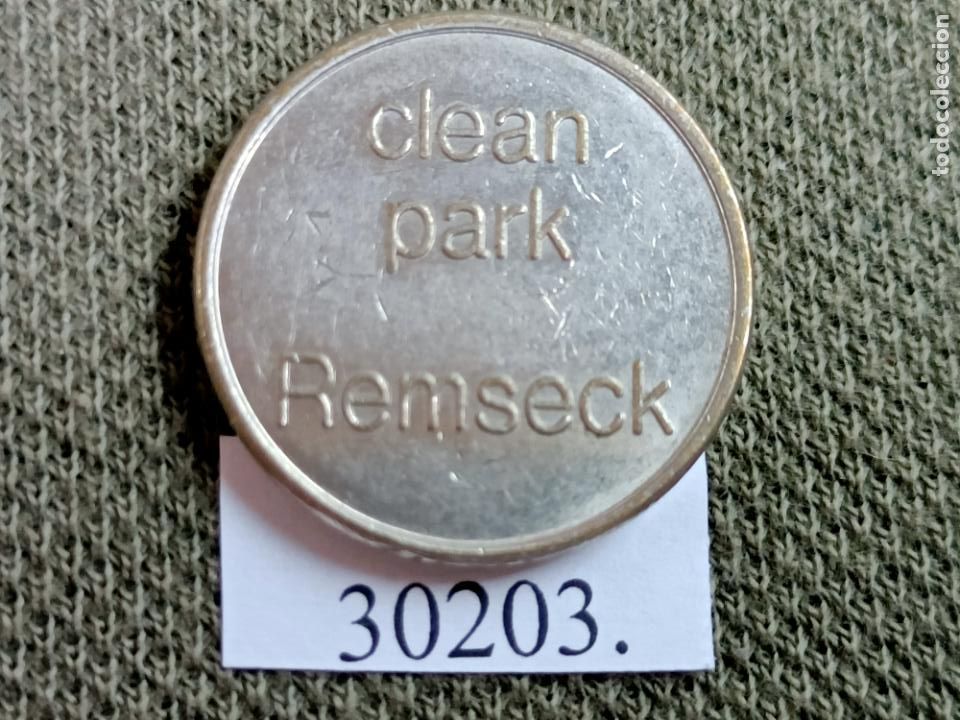 clean
park
Remseck
30203.
todocoleccion